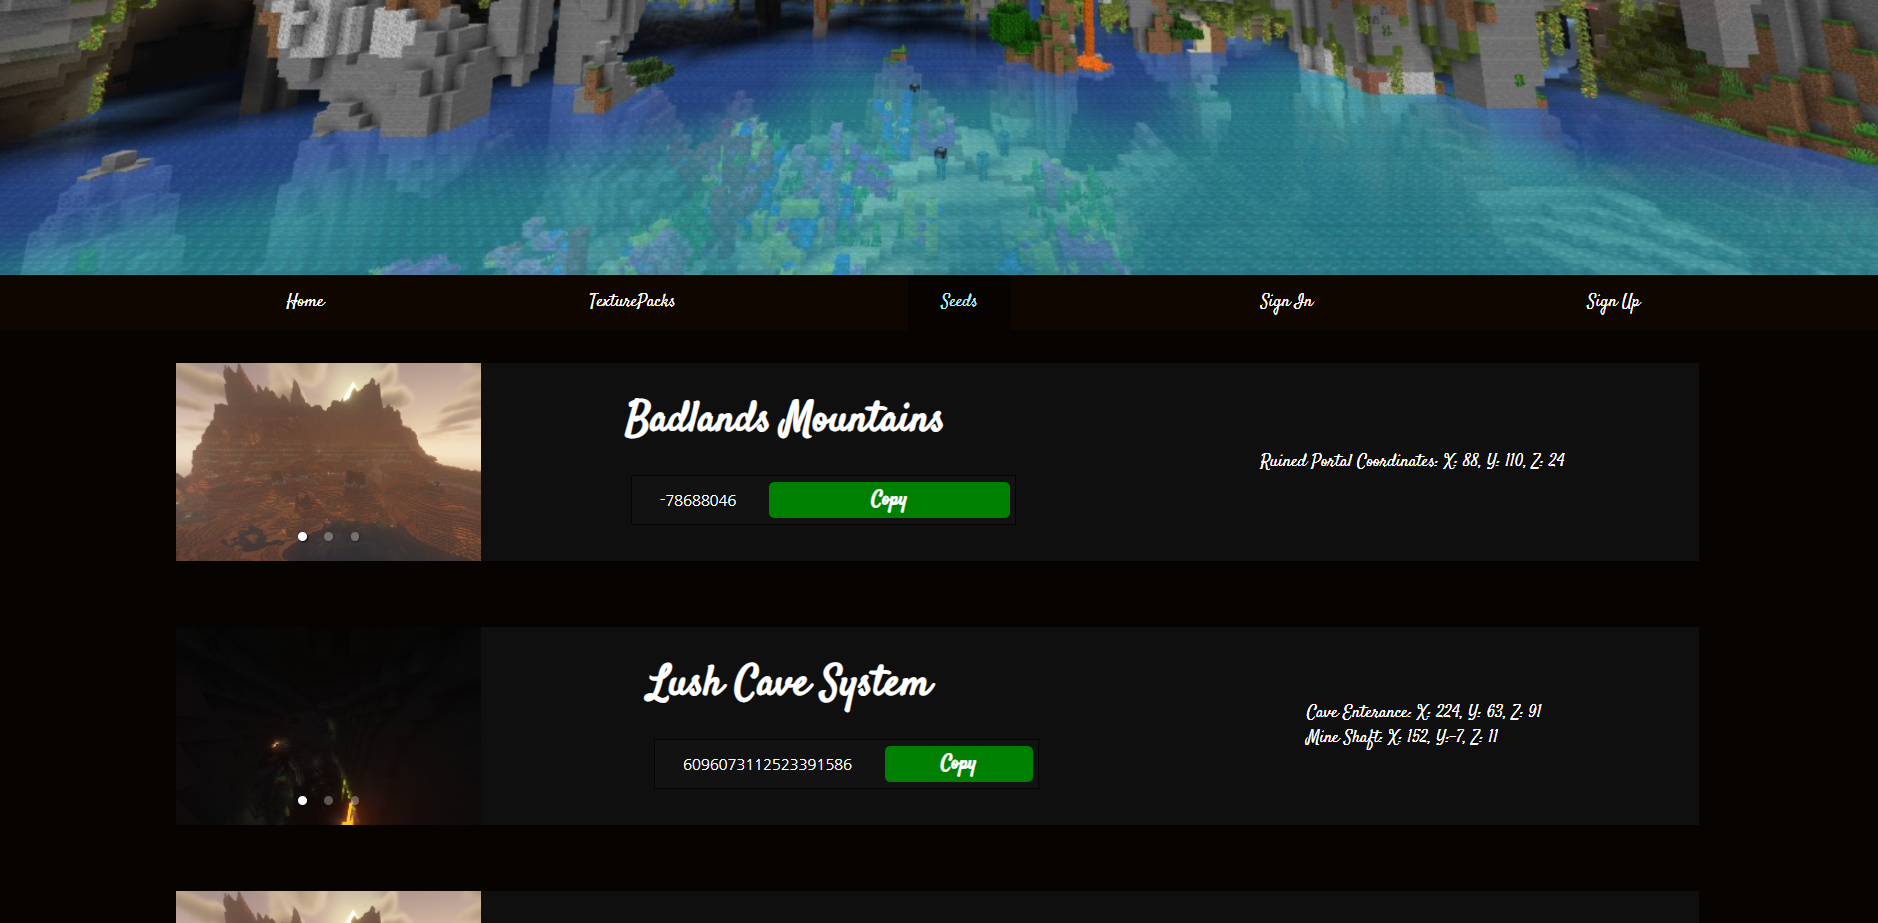 Home
TexturePacks
Seeds
Sign In
Sign Up
Badlands Mountains
-78688046
Copy
Ruined Portal Coordinates: X: 88, Y: 110, Z: 24
Lush Cave System
6096073112523391586
Copy
Cave Enterance: X: 224, Y: 63, Z: 91
Mine Shaft: X: 152, Y:-7, Z: 11